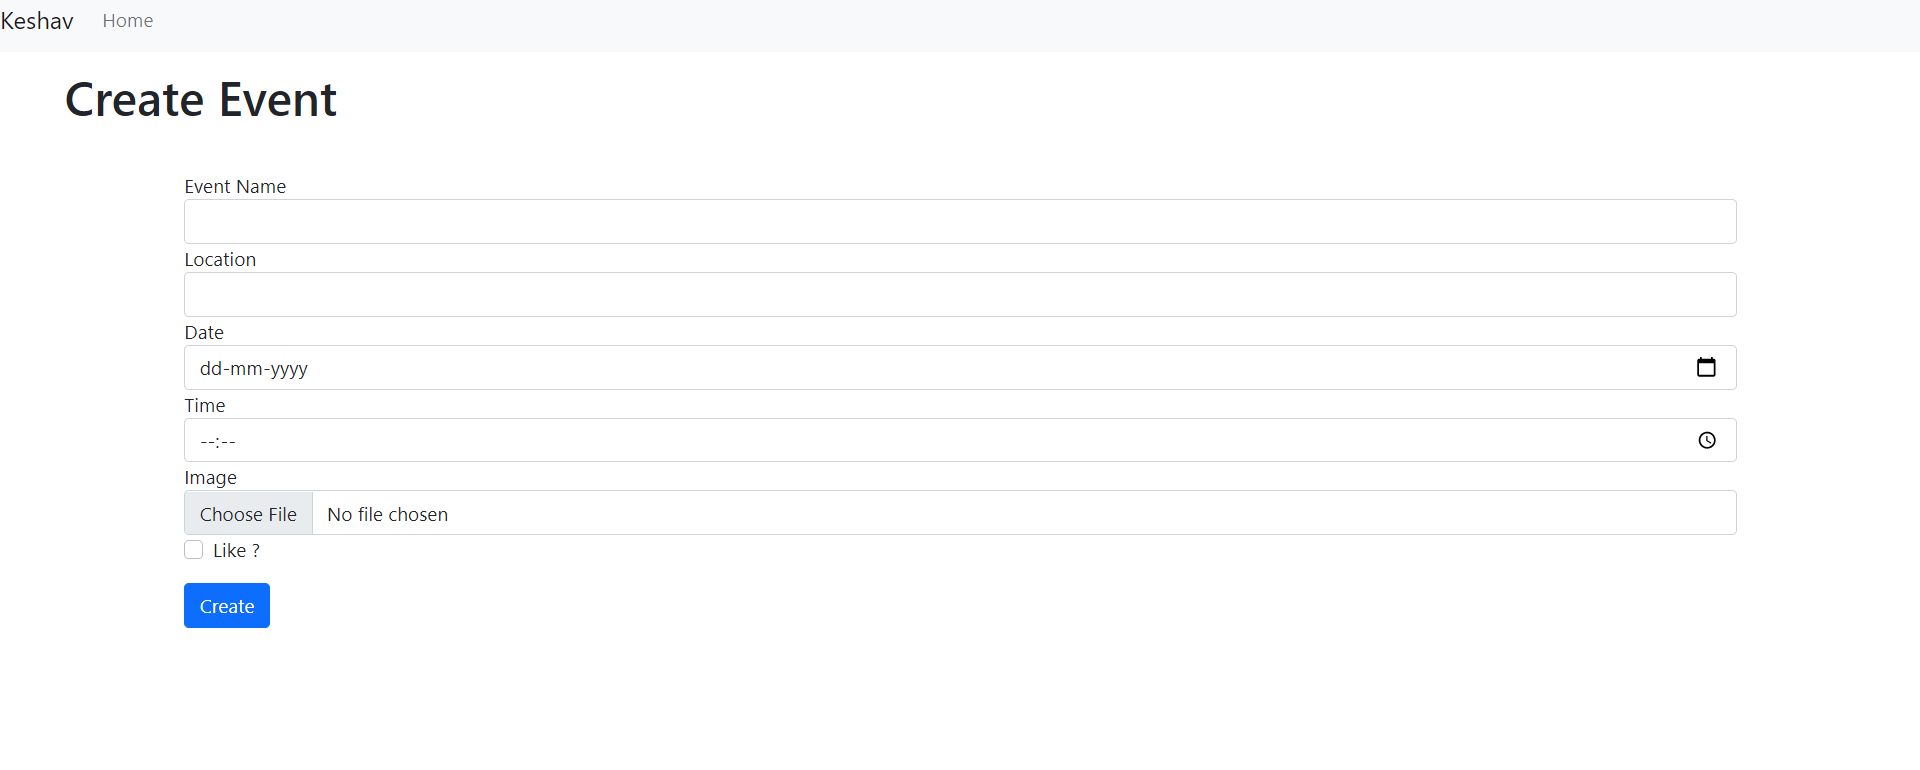 Keshav Home
Create Event
Event Name
Location
Date
dd-mm-yyyy
Time
--:--
Image
Choose File No file chosen
Like ?
Create